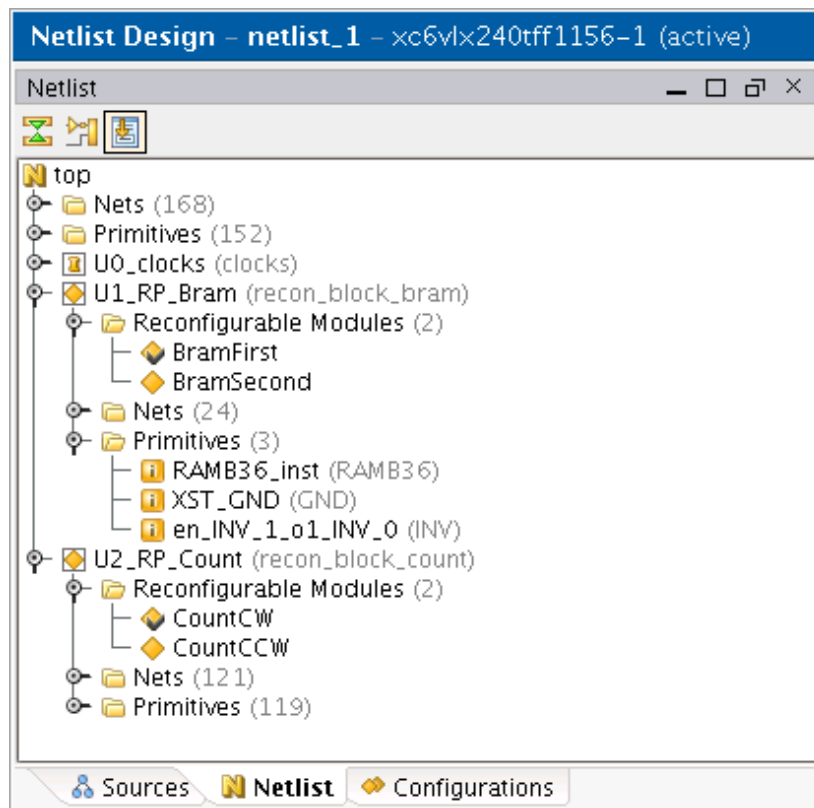 Netlist Design – netlist_1 – xc6vlx240tff1156–1 (active)
Netlist
top
Nets (168)
Primitives (152)
U0_clocks (clocks)
U1_RP_Bram (recon_block_bram)
Reconfigurable Modules (2)
BramFirst
BramSecond
Nets (24)
Primitives (3)
RAMB36_inst (RAMB36)
XST_GND (GND)
en_INV_1_o1_INV_0 (INV)
U2_RP_Count (recon_block_count)
Reconfigurable Modules (2)
CountCW
CountCCW
Nets (121)
Primitives (119)
Sources Netlist Configurations